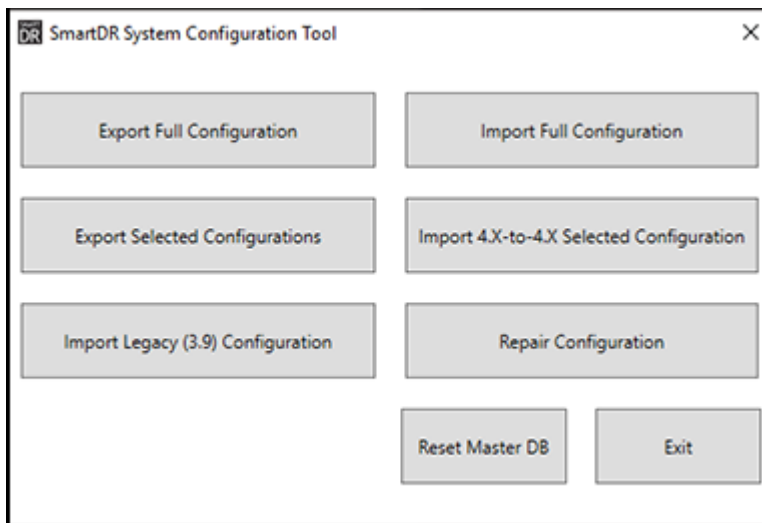 SMART
DR SmartDR System Configuration Tool
Export Full Configuration
Import Full Configuration
Export Selected Configurations
Import 4.X-to-4.X Selected Configuration
Import Legacy (3.9) Configuration
Repair Configuration
Reset Master DB
Exit